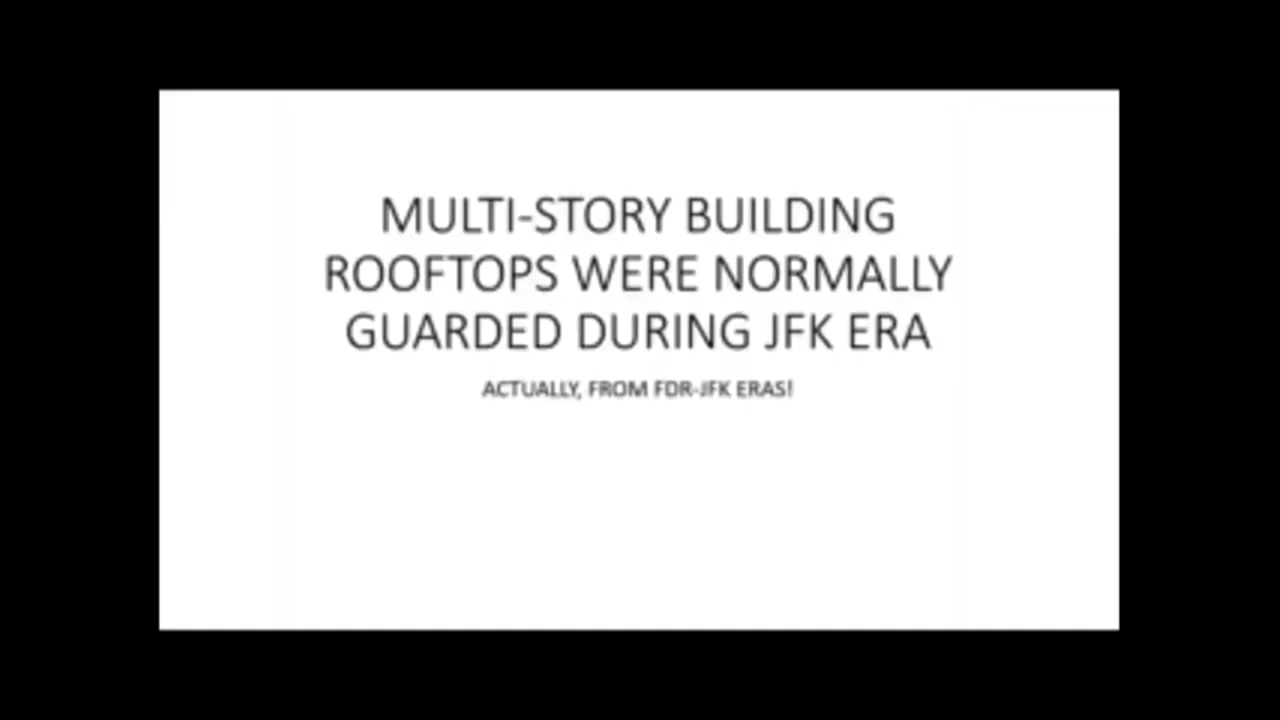 MULTI-STORY BUILDING
ROOFTOPS WERE NORMALLY
GUARDED DURING JFK ERA
ACTUALLY, FROM FDR-JFK ERAS!